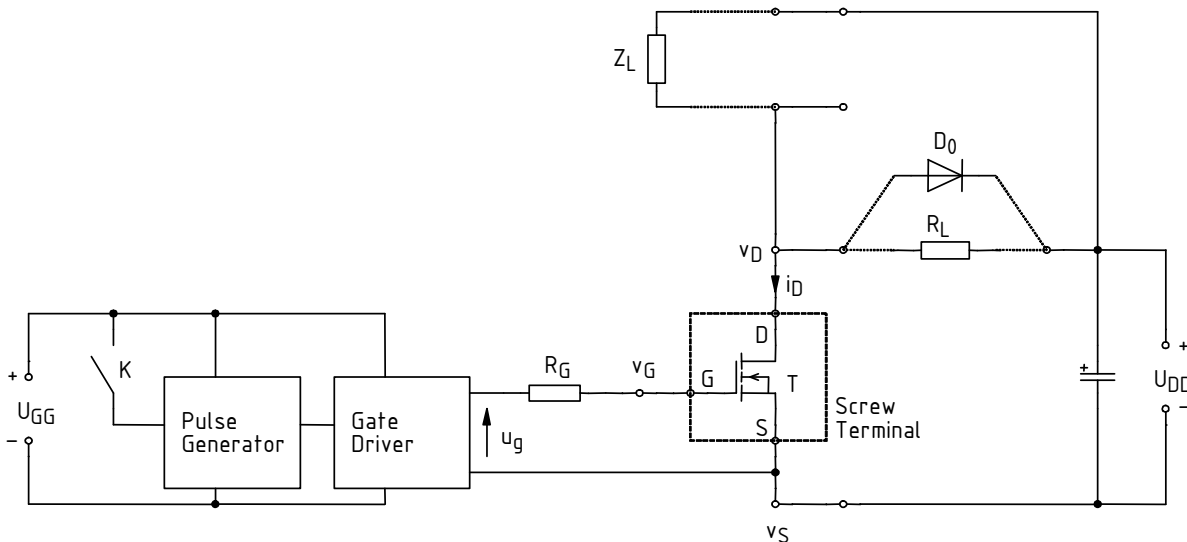 Z_L
D_0
R_L
v_D
i_D
D
K
R_G
v_G
G
T
+
+
+
U_GG
U_DD
Pulse
Generator
Gate
Driver
u_g
S
Screw
Terminal
−
−
v_S